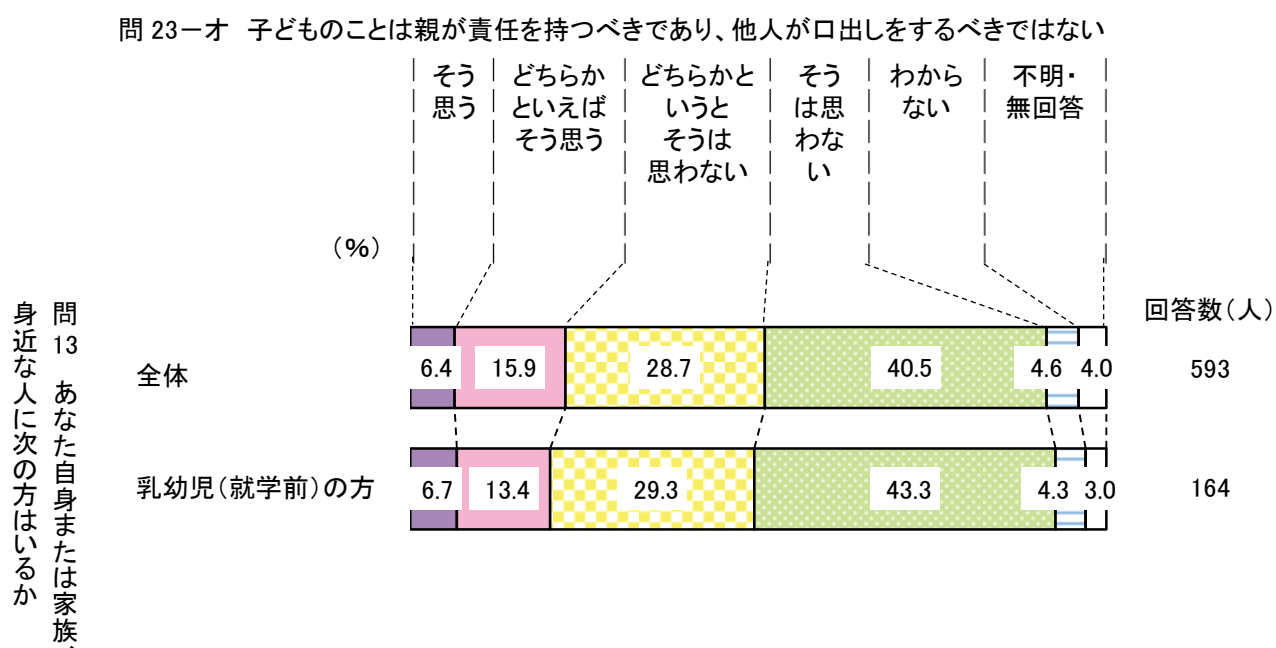 問 23－オ 子どものことは親が責任を持つべきであり、他人が口出しをするべきではない
そう
思う
どちらか
といえば
そう思う
どちらかと
いうと
そうは
思わない
そう
は思
わな
い
わから
ない
不明・
無回答
（％）
回答数（人）
問 13 あなた自身または家族、
身近な人に次の方はいるか
全体
6.4 15.9 28.7 40.5 4.6 4.0
593
乳幼児（就学前）の方
6.7 13.4 29.3 43.3 4.3 3.0
164